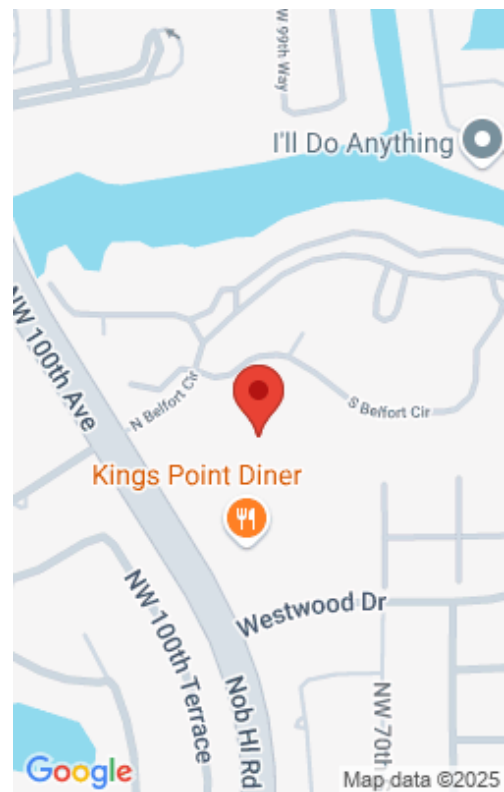 NW 99th Way
I'll Do Anything
NW 100th Ave
N Belfort Cir
S Belfort Cir
Kings Point Diner
NW 100th Terrace
Westwood Dr
Nob Hl Rd
NW 70th
Google
Map data ©2025